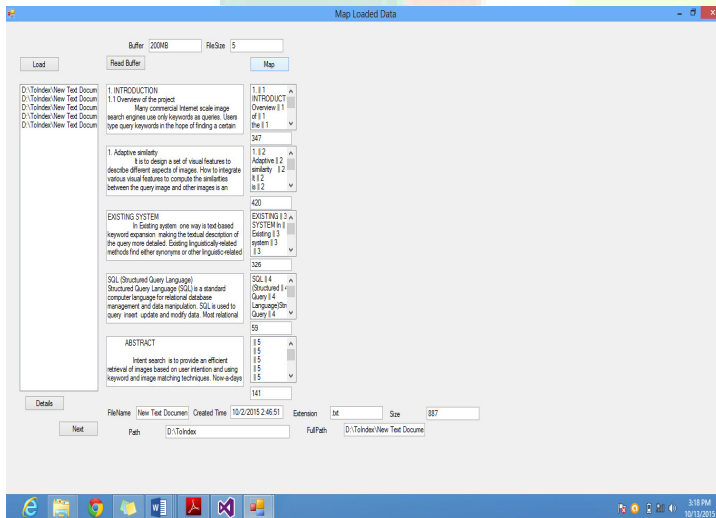 Map Loaded Data
Buffer 200MB FileSize 5
Load Read Buffer Map
D:\ToIndex\New Text Docum
D:\ToIndex\New Text Docum
D:\ToIndex\New Text Docum
D:\ToIndex\New Text Docum
D:\ToIndex\New Text Docum
1. INTRODUCTION
1.1 Overview of the project
Many commercial Internet scale image
search engines use only keywords as queries. Users
type query keywords in the hope of finding a certain
1. || 1
INTRODUCT
Overview || 1
of || 1
the || 1
347
1. Adaptive similarity
It is to design a set of visual features to
describe different aspects of images. How to integrate
various visual features to compute the similarities
between the query image and other images is an
1. || 2
Adaptive || 2
similarity || 2
It || 2
is || 2
420
EXISTING SYSTEM
In Existing system one way is text-based
keyword expansion making the textual description of
the query more detailed. Existing linguistically-related
methods find either synonyms or other linguistic-related
EXISTING || 3
SYSTEM In ||
Existing || 3
system || 3
|| 3
326
SQL (Structured Query Language)
Structured Query Language (SQL) is a standard
computer language for relational database
management and data manipulation. SQL is used to
query insert update and modify data. Most relational
SQL || 4
(Structured || 4
Query || 4
Language)Stru
Query || 4
59
ABSTRACT
Intent search is to provide an efficient
retrieval of images based on user intention and using
keyword and image matching techniques. Now-a-days
|| 5
|| 5
|| 5
|| 5
|| 5
141
Details
FileName New Text Documen Created Time 10/2/2015 2:46:51 Extension .txt Size 887
Next Path D:\ToIndex FullPath D:\ToIndex\New Text Docume
3:18 PM
10/13/2015